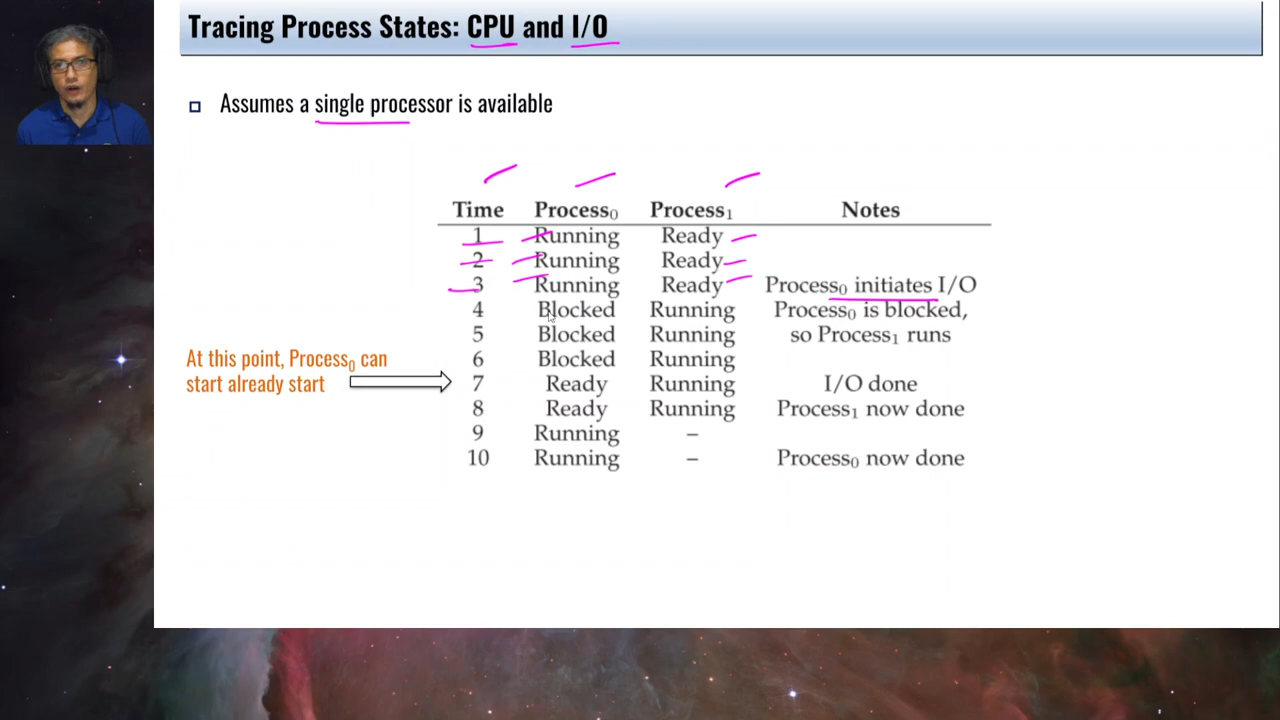 Tracing Process States: CPU and I/O
Assumes a single processor is available
Time Process₀ Process₁ Notes
1 Running Ready
2 Running Ready
3 Running Ready Process₀ initiates I/O
4 Blocked Running Process₀ is blocked,
5 Blocked Running so Process₁ runs
6 Blocked Running
At this point, Process₀ can
start already start
7 Ready Running I/O done
8 Ready Running Process₁ now done
9 Running –
10 Running – Process₀ now done